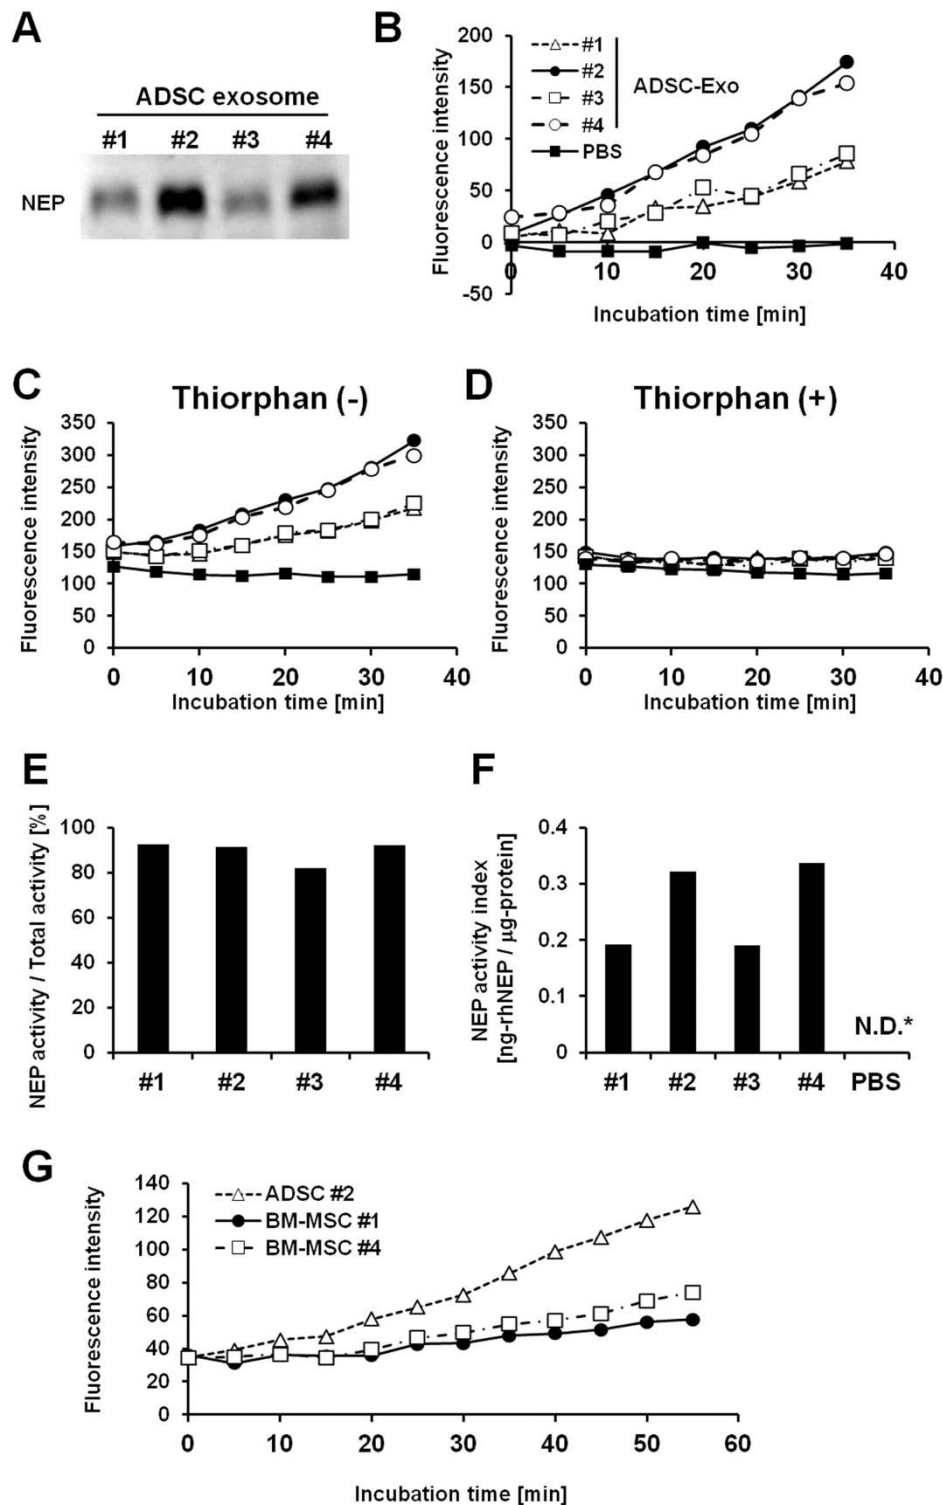 A
ADSC exosome
#1 #2 #3 #4
NEP
B
Fluorescence intensity
200
150
100
50
0
-50
#1
#2
#3
#4
PBS
ADSC-Exo
0 10 20 30 40
Incubation time [min]
C
Thiorphan (-)
Fluorescence intensity
350
300
250
200
150
100
50
0
0 10 20 30 40
Incubation time [min]
D
Thiorphan (+)
Fluorescence intensity
350
300
250
200
150
100
50
0
0 10 20 30 40
Incubation time [min]
E
NEP activity / Total activity [%]
100
80
60
40
20
0
#1 #2 #3 #4
F
NEP activity index
[ng-rhNEP / µg-protein]
0.4
0.3
0.2
0.1
0
N.D.*
#1 #2 #3 #4 PBS
G
Fluorescence intensity
140
120
100
80
60
40
20
0
ADSC #2
BM-MSC #1
BM-MSC #4
0 10 20 30 40 50 60
Incubation time [min]